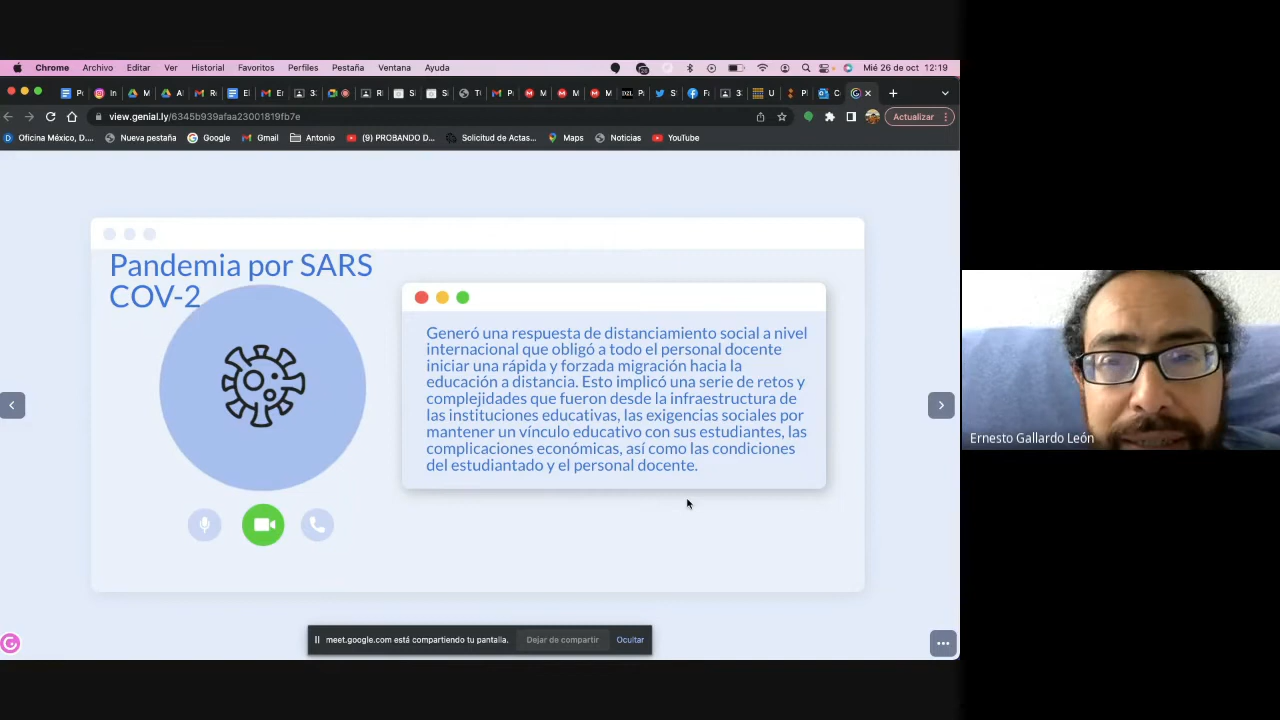 Chrome Archivo Editar Ver Historial Favoritos Perfiles Pestaña Ventana Ayuda Mié 26 de oct 12:19
view.genial.ly/6345b939afaa23001819fb7e Actualizar
Oficina México, D.... Nueva pestaña Google Gmail Antonio (9) PROBANDO D... Solicitud de Actas... Maps Noticias YouTube
Pandemia por SARS
COV-2
Generó una respuesta de distanciamiento social a nivel
internacional que obligó a todo el personal docente
iniciar una rápida y forzada migración hacia la
educación a distancia. Esto implicó una serie de retos y
complejidades que fueron desde la infraestructura de
las instituciones educativas, las exigencias sociales por
mantener un vínculo educativo con sus estudiantes, las
complicaciones económicas, así como las condiciones
del estudiantado y el personal docente.
Ernesto Gallardo León
meet.google.com está compartiendo tu pantalla. Dejar de compartir Ocultar